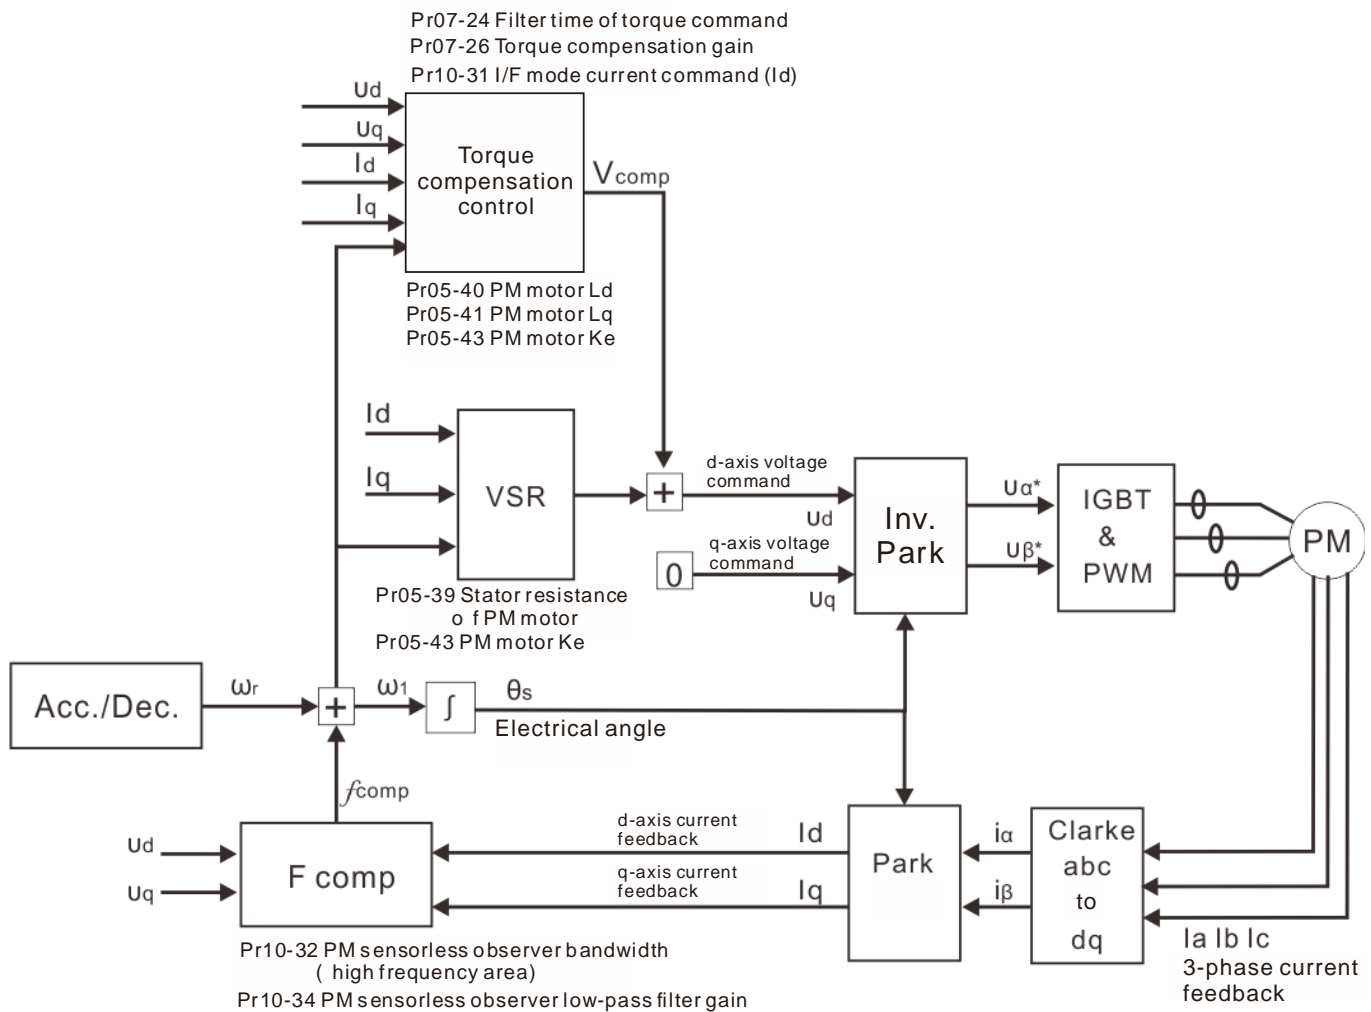 Pr07-24 Filter time of torque command
Pr07-26 Torque compensation gain
Pr10-31 I/F mode current command (Id)
ud
uq
Id
Iq
Torque
compensation
control
Vcomp
Pr05-40 PM motor Ld
Pr05-41 PM motor Lq
Pr05-43 PM motor Ke
Id
Iq
VSR
+
d-axis voltage
command
ud
q-axis voltage
command
0
uq
Inv.
Park
uα*
uβ*
IGBT
&
PWM
PM
Pr05-39 Stator resistance
of PM motor
Pr05-43 PM motor Ke
Acc./Dec.
ωr
+
ω1
∫
θs
Electrical angle
fcomp
ud
uq
F comp
d-axis current
feedback
q-axis current
feedback
Id
Iq
Park
iα
iβ
Clarke
abc
to
dq
Ia Ib Ic
3-phase current
feedback
Pr10-32 PM sensorless observer bandwidth
( high frequency area)
Pr10-34 PM sensorless observer low-pass filter gain